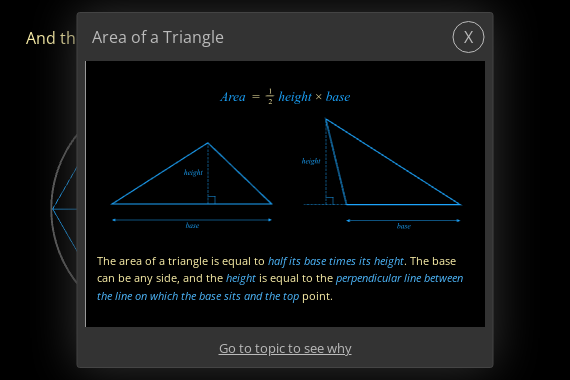 And th
Area of a Triangle
X
Area = 1/2 height × base
height
base
height
base
The area of a triangle is equal to half its base times its height. The base
can be any side, and the height is equal to the perpendicular line between
the line on which the base sits and the top point.
Go to topic to see why